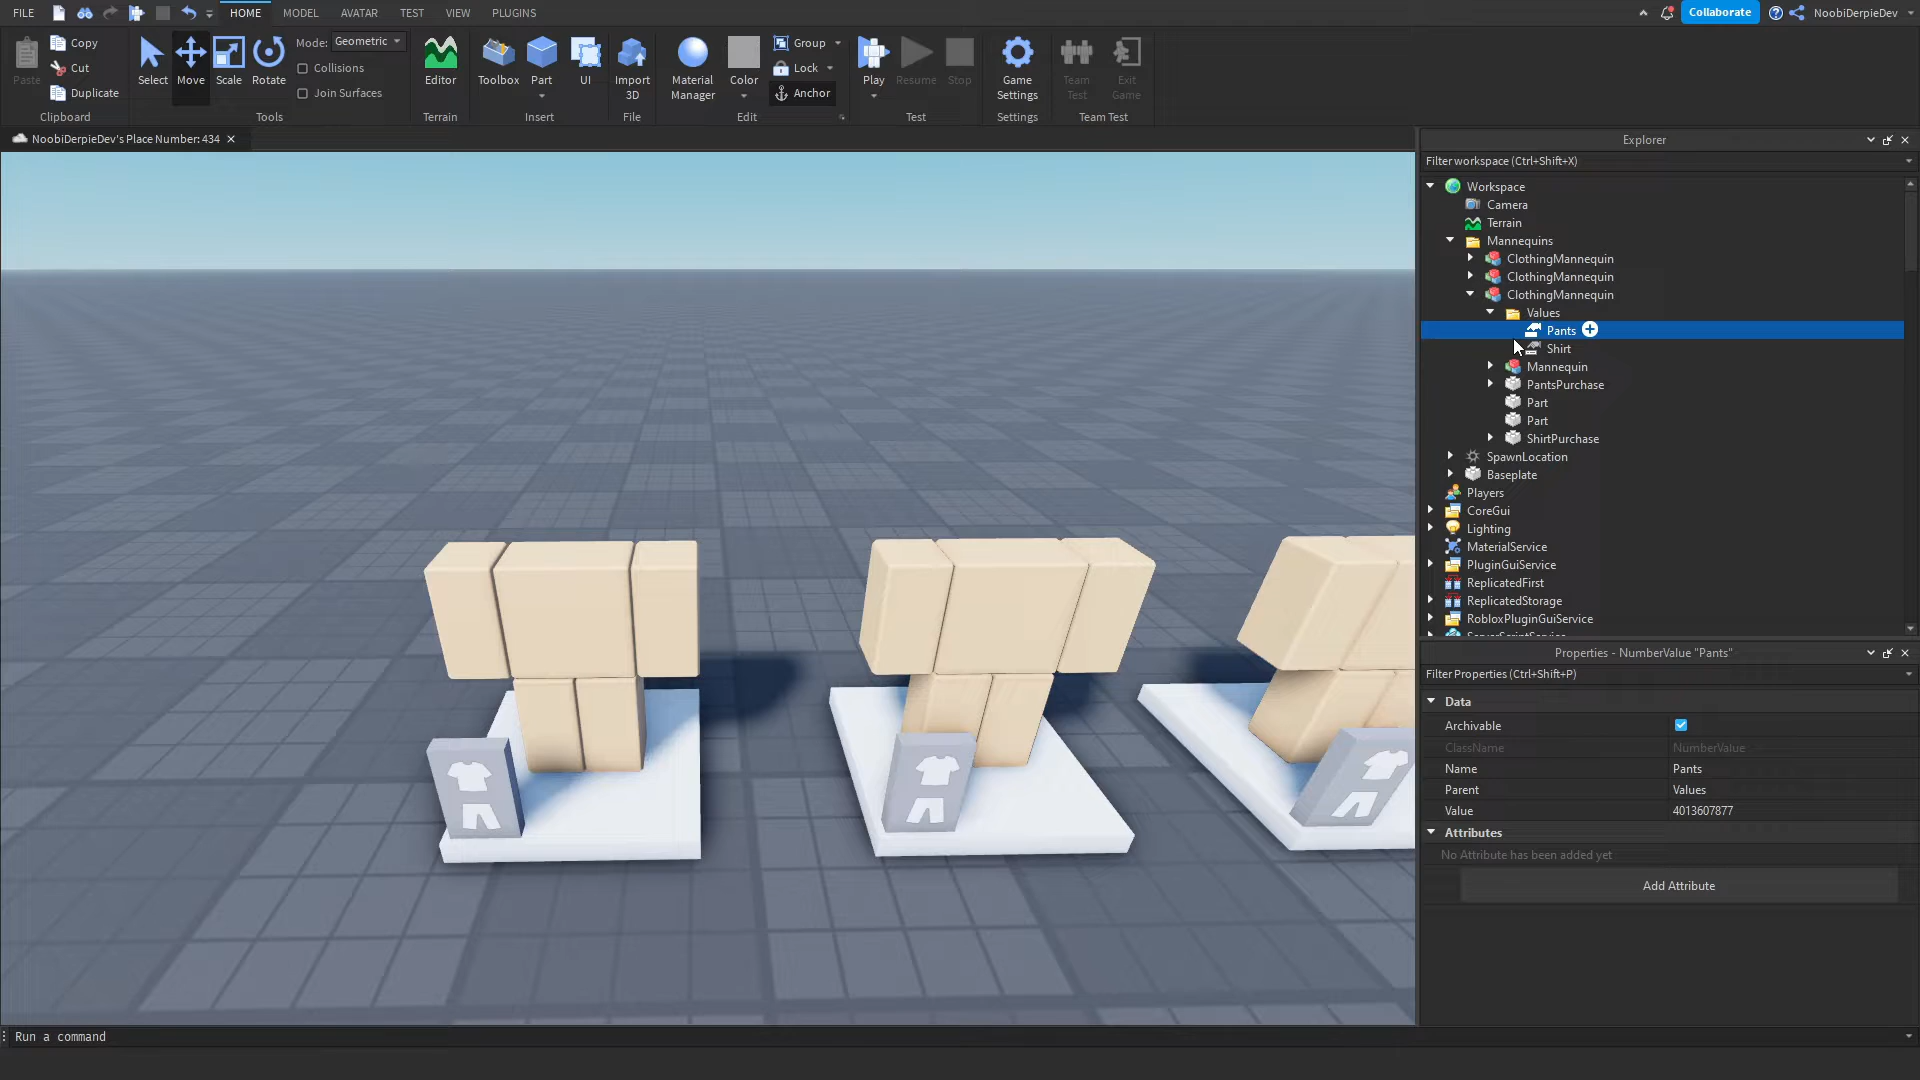 FILE
HOME
MODEL
AVATAR
TEST
VIEW
PLUGINS
Collaborate
NoobiDerpieDev
Paste
Copy
Cut
Duplicate
Clipboard
Select
Move
Scale
Rotate
Mode: Geometric
Collisions
Join Surfaces
Tools
Editor
Terrain
Toolbox
Part
UI
Insert
Import
3D
File
Material
Manager
Color
Group
Lock
Anchor
Edit
Play
Resume
Stop
Test
Game
Settings
Settings
Team
Test
Exit
Game
Team Test
NoobiDerpieDev's Place Number: 434
Explorer
Filter workspace (Ctrl+Shift+X)
Workspace
Camera
Terrain
Mannequins
ClothingMannequin
ClothingMannequin
ClothingMannequin
Values
Pants
Shirt
Mannequin
PantsPurchase
Part
Part
ShirtPurchase
SpawnLocation
Baseplate
Players
CoreGui
Lighting
MaterialService
PluginGuiService
ReplicatedFirst
ReplicatedStorage
RobloxPluginGuiService
ServerScriptService
Properties - NumberValue "Pants"
Filter Properties (Ctrl+Shift+P)
Data
Archivable
ClassName NumberValue
Name Pants
Parent Values
Value 4013607877
Attributes
No Attribute has been added yet
Add Attribute
Run a command